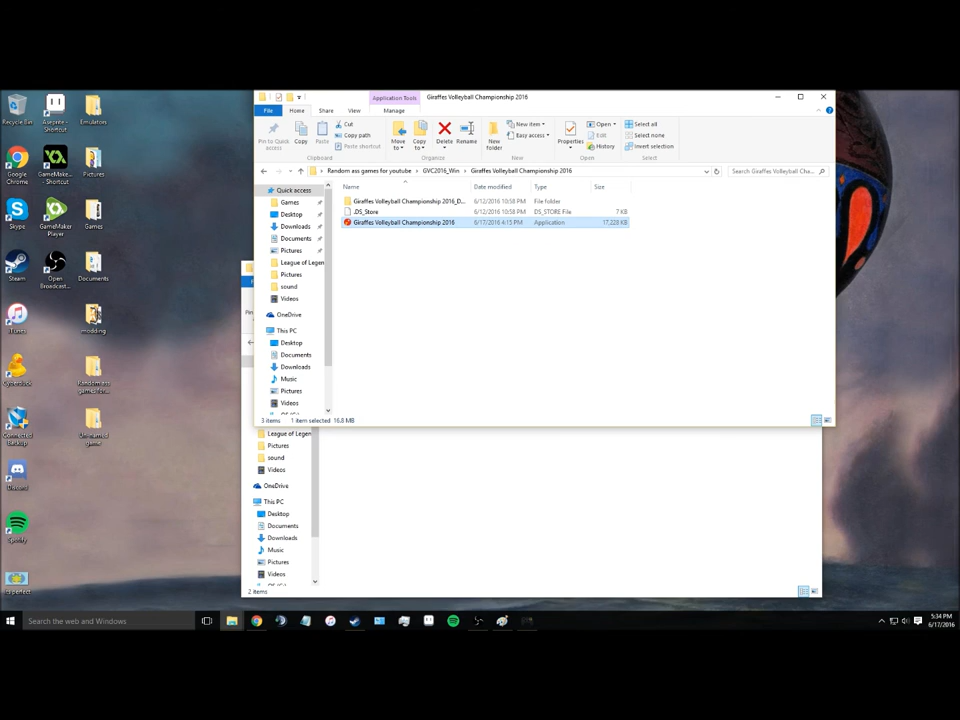 Recycle Bin
Aseprite - Shortcut
Emulators
Google Chrome
GameMake... - Shortcut
Pictures
Skype
GameMaker Player
Games
Steam
Open Broadcast...
Documents
iTunes
modding
Cyberduck
Random ass games for...
Connected Backup
Un-named game
Discord
Spotify
Application Tools
Giraffes Volleyball Championship 2016
File
Home
Share
View
Manage
Pin to Quick access
Copy
Paste
Cut
Copy path
Paste shortcut
Clipboard
Move to
Copy to
Delete
Rename
Organize
New folder
New item
Easy access
New
Properties
Open
Edit
History
Open
Select all
Select none
Invert selection
Select
Random ass games for youtube › GVC2016_Win › Giraffes Volleyball Championship 2016
Search Giraffes Volleyball Cha...
Name
Date modified
Type
Size
Giraffes Volleyball Championship 2016_D...
6/12/2016 10:58 PM
File folder
.DS_Store
6/12/2016 10:58 PM
DS_STORE File
7 KB
Giraffes Volleyball Championship 2016
6/17/2016 4:15 PM
Application
17,228 KB
Quick access
Games
Desktop
Downloads
Documents
Pictures
League of Legen
Pictures
sound
Videos
OneDrive
This PC
Desktop
Documents
Downloads
Music
Pictures
Videos
3 items
1 item selected 16.8 MB
League of Legen
Pictures
sound
Videos
OneDrive
This PC
Desktop
Documents
Downloads
Music
Pictures
Videos
2 items
Search the web and Windows
5:34 PM
6/17/2016